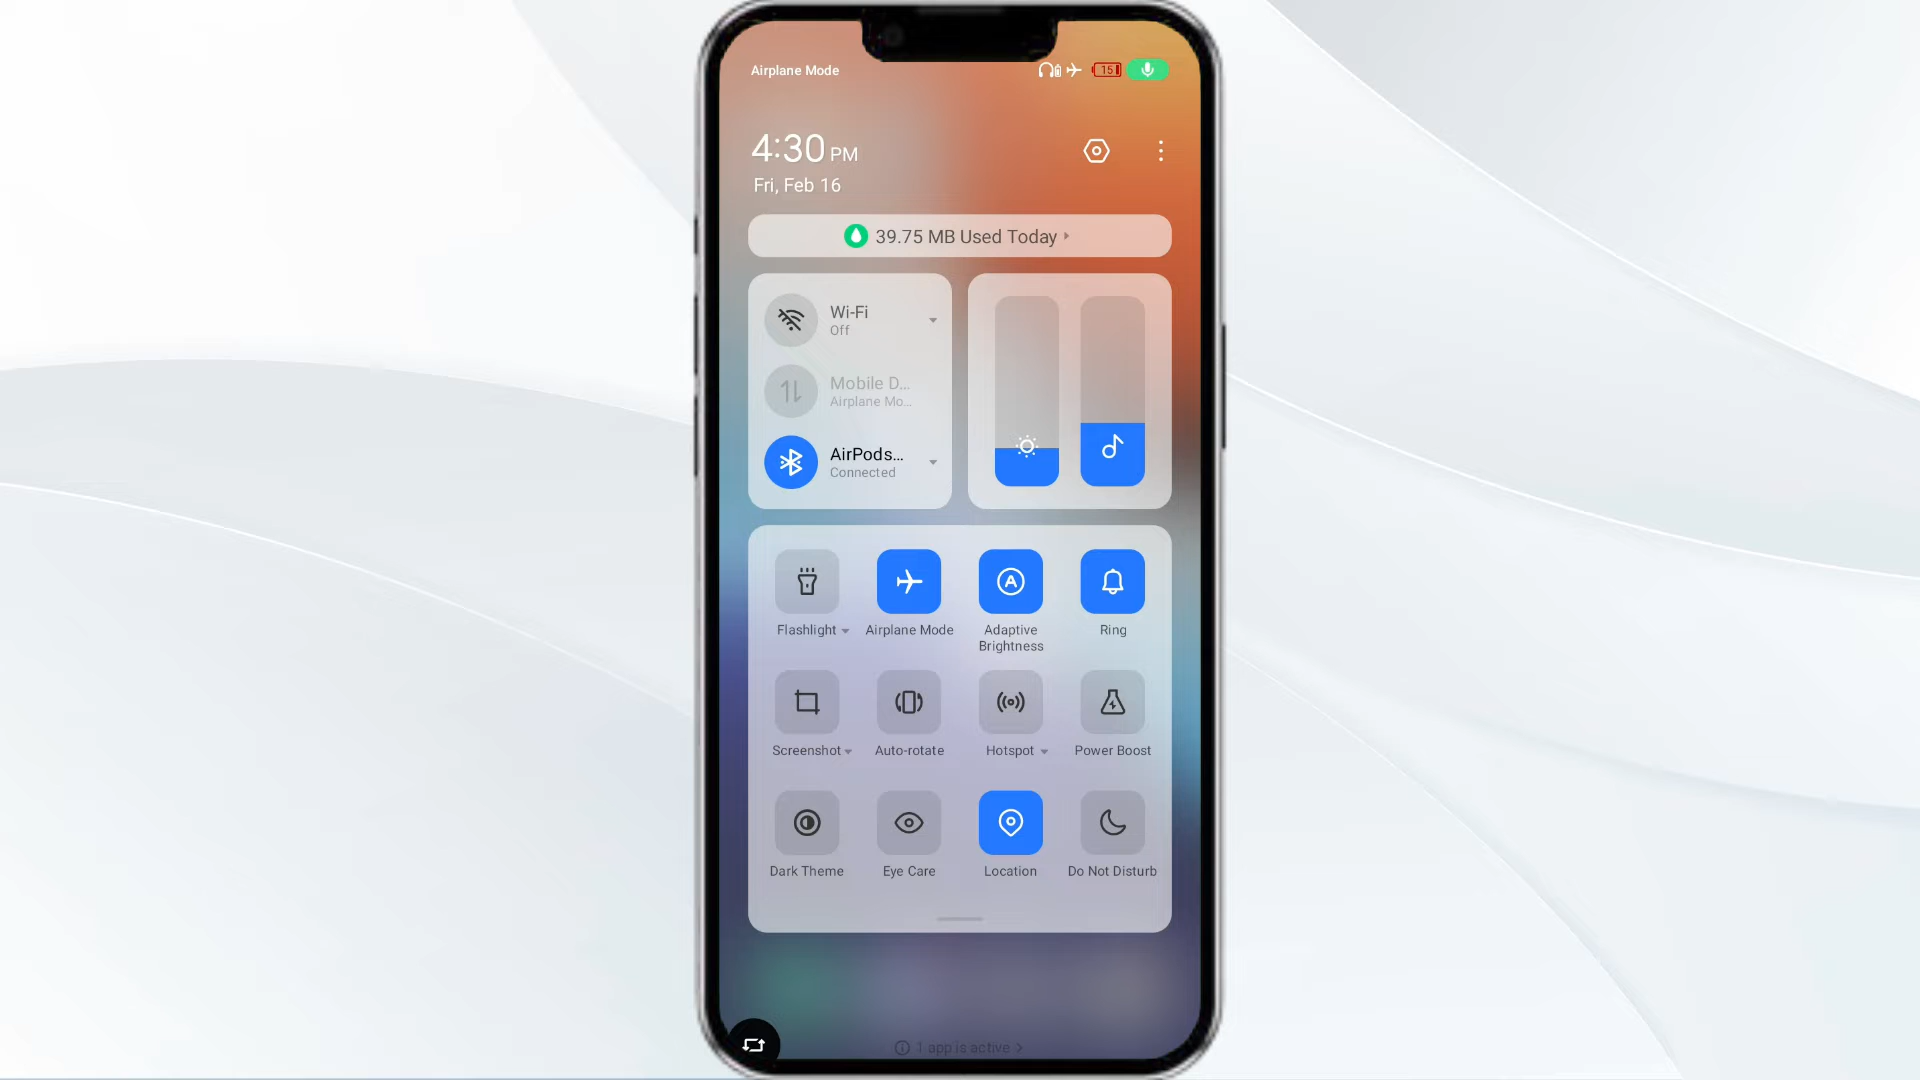 Airplane Mode
15
4:30 PM
Fri, Feb 16
39.75 MB Used Today
Wi-Fi
Off
Mobile D...
Airplane Mo...
AirPods...
Connected
Flashlight
Airplane Mode
Adaptive
Brightness
Ring
Screenshot
Auto-rotate
Hotspot
Power Boost
Dark Theme
Eye Care
Location
Do Not Disturb
1 app is active